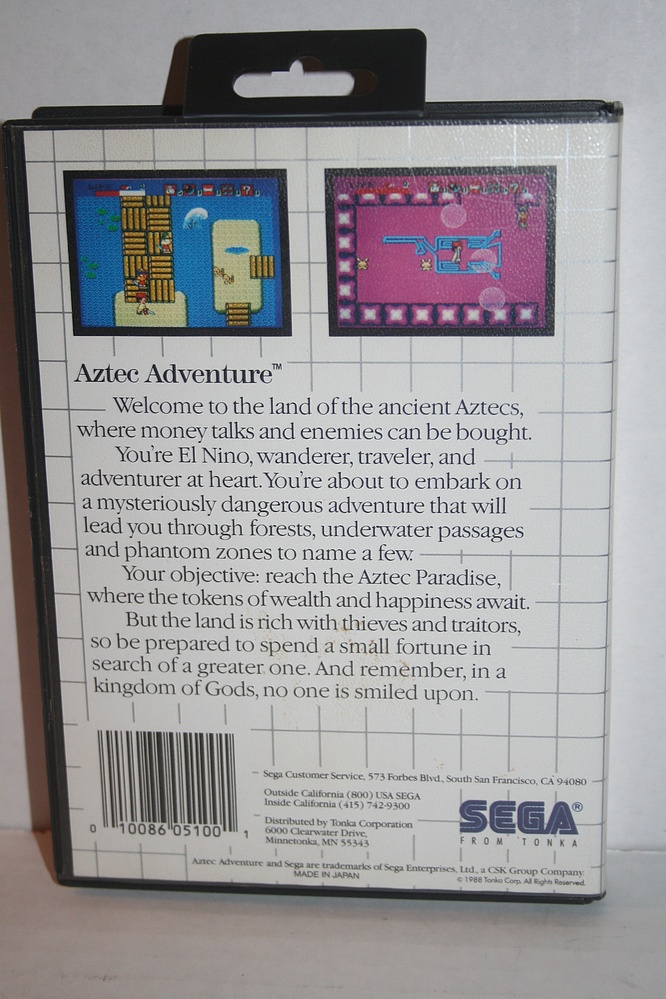 Aztec Adventure™
Welcome to the land of the ancient Aztecs,
where money talks and enemies can be bought.
You're El Nino, wanderer, traveler, and
adventurer at heart. You're about to embark on
a mysteriously dangerous adventure that will
lead you through forests, underwater passages
and phantom zones to name a few.
Your objective: reach the Aztec Paradise,
where the tokens of wealth and happiness await.
But the land is rich with thieves and traitors,
so be prepared to spend a small fortune in
search of a greater one. And remember, in a
kingdom of Gods, no one is smiled upon.
0 10086 05100 1
Sega Customer Service, 573 Forbes Blvd., South San Francisco, CA 94080
Outside California (800) USA SEGA
Inside California (415) 742-9300
Distributed by Tonka Corporation
6000 Clearwater Drive,
Minnetonka, MN 55343
SEGA®
FROM TONKA
Aztec Adventure and Sega are trademarks of Sega Enterprises, Ltd., a CSK Group Company.
MADE IN JAPAN
© 1988 Tonka Corp. All Rights Reserved.